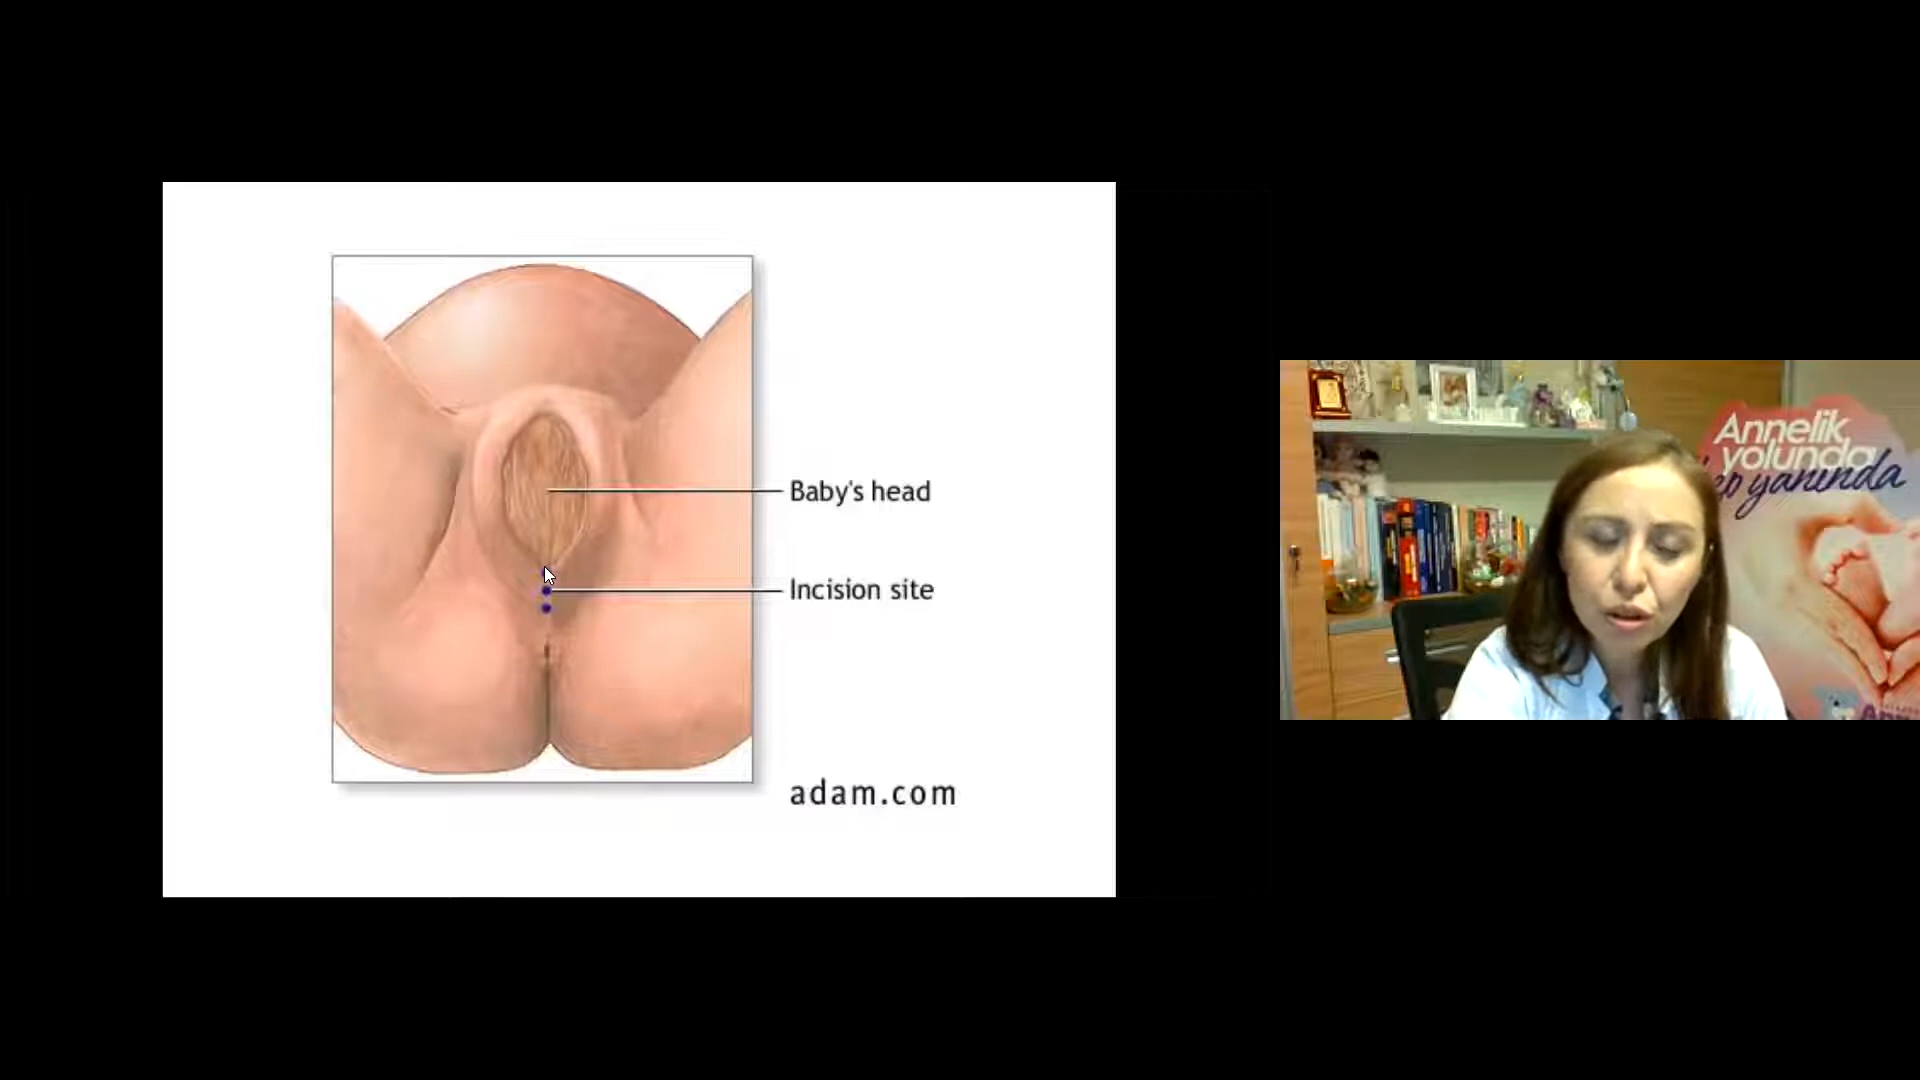 Baby's head
Incision site
adam.com
Annelik
yolunda
yanında